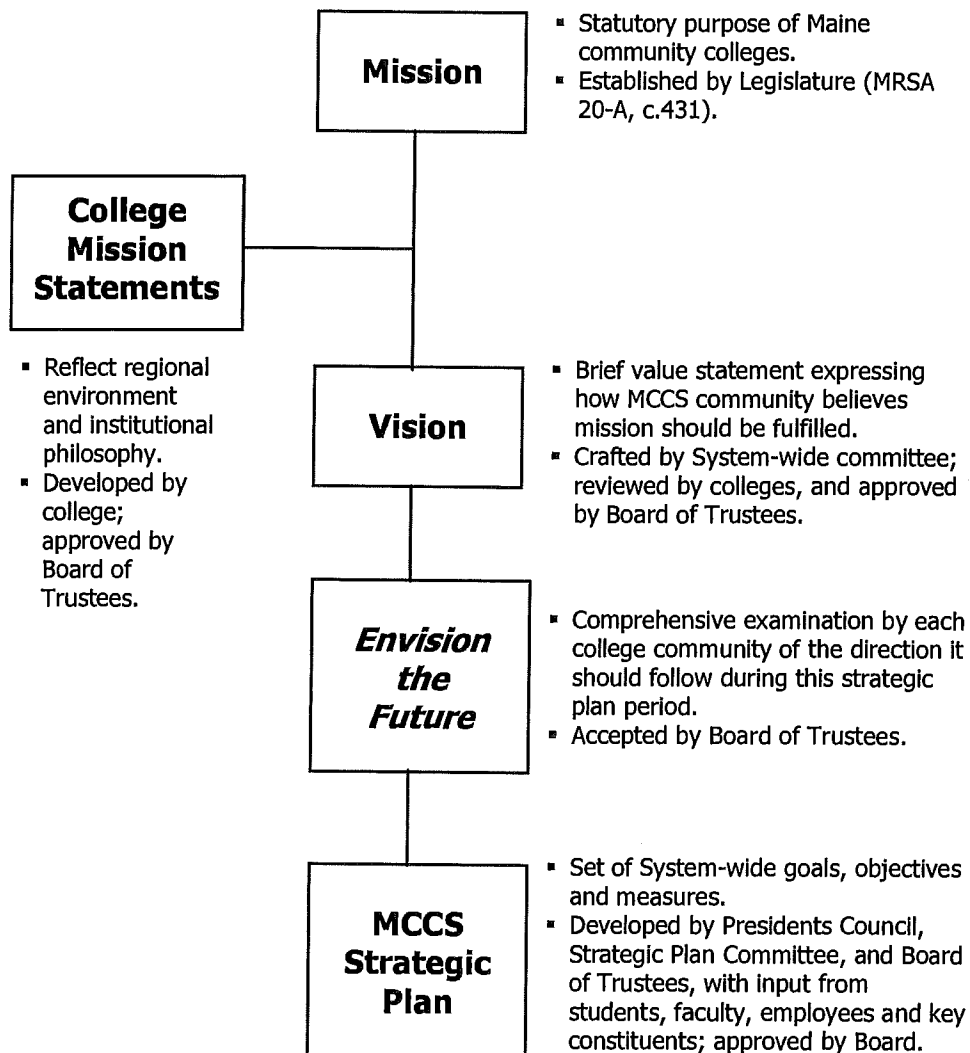 Mission
▪ Statutory purpose of Maine
community colleges.
▪ Established by Legislature (MRSA
20-A, c.431).
College
Mission
Statements
▪ Reflect regional
environment
and institutional
philosophy.
▪ Developed by
college;
approved by
Board of
Trustees.
Vision
▪ Brief value statement expressing
how MCCS community believes
mission should be fulfilled.
▪ Crafted by System-wide committee;
reviewed by colleges, and approved
by Board of Trustees.
Envision
the
Future
▪ Comprehensive examination by each
college community of the direction it
should follow during this strategic
plan period.
▪ Accepted by Board of Trustees.
MCCS
Strategic
Plan
▪ Set of System-wide goals, objectives
and measures.
▪ Developed by Presidents Council,
Strategic Plan Committee, and Board
of Trustees, with input from
students, faculty, employees and key
constituents; approved by Board.